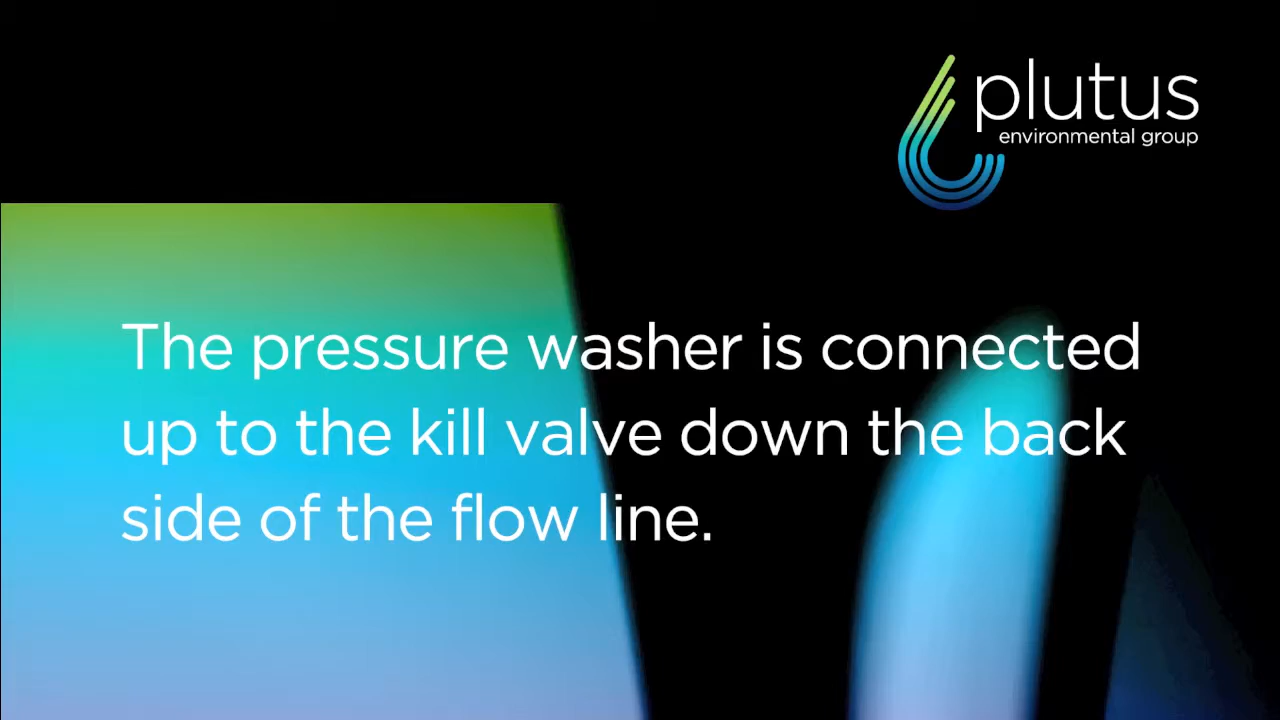 plutus
environmental group
The pressure washer is connected
up to the kill valve down the back
side of the flow line.